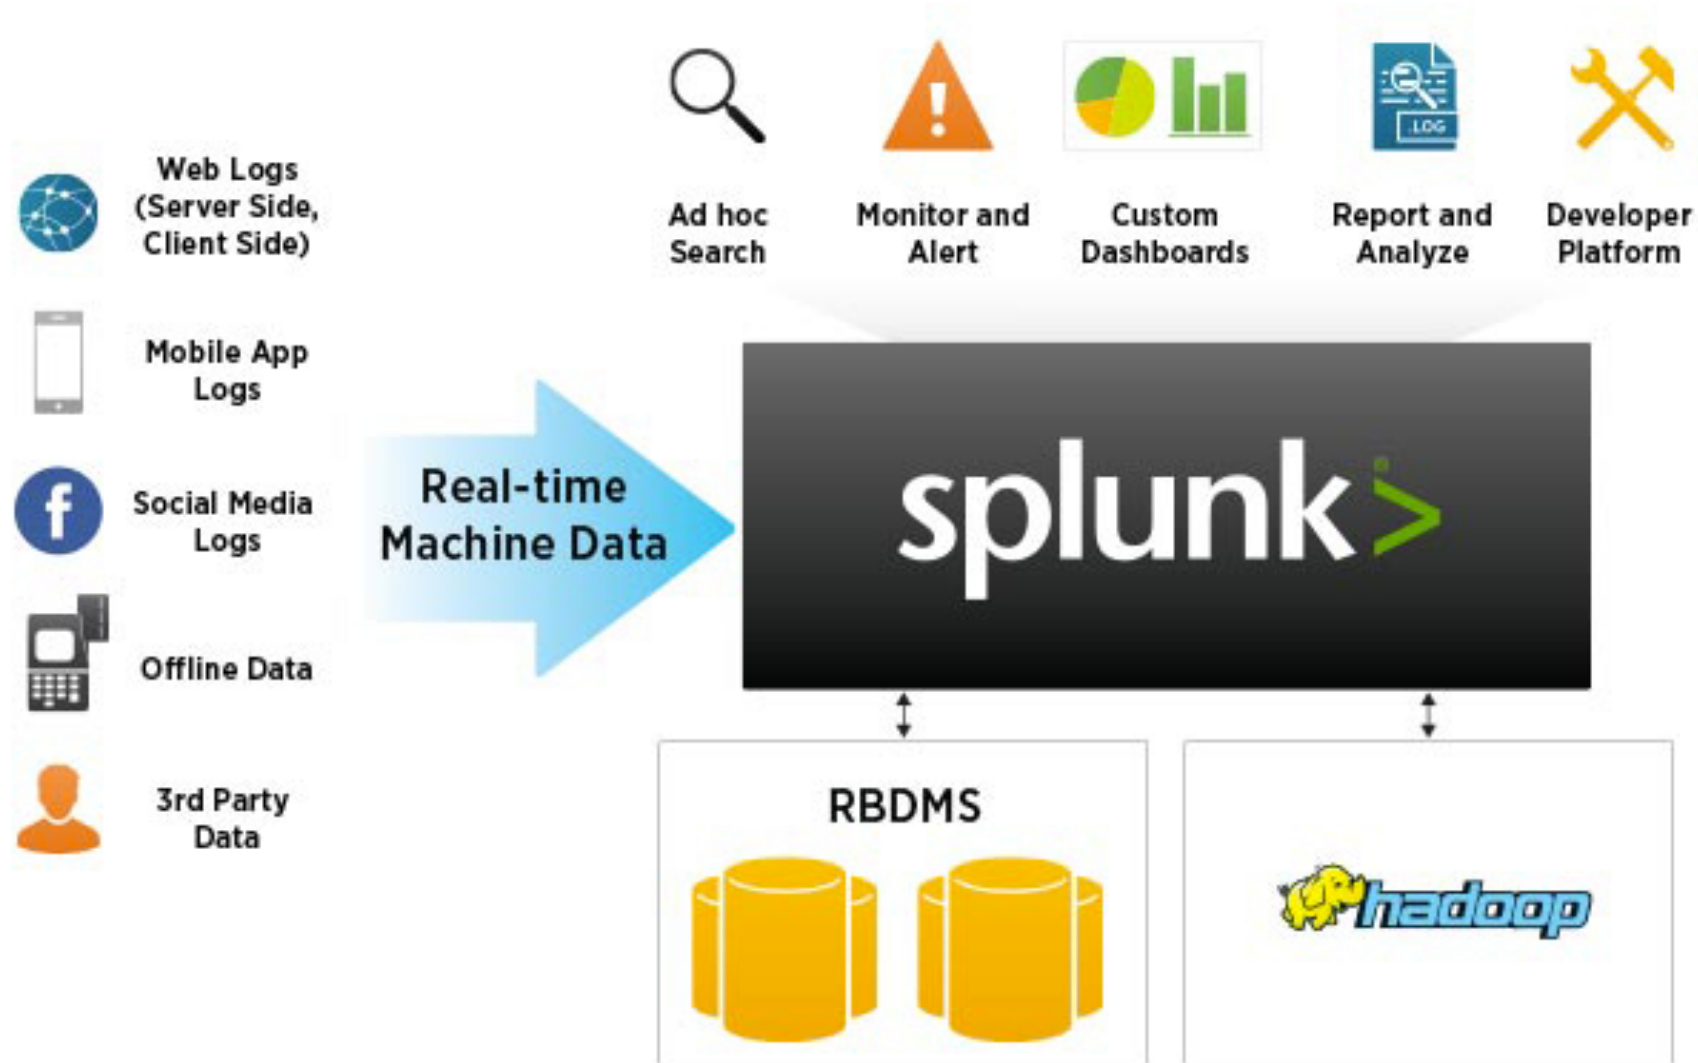 Web Logs
(Server Side,
Client Side)
Mobile App
Logs
Social Media
Logs
Offline Data
3rd Party
Data
Real-time
Machine Data
Ad hoc
Search
Monitor and
Alert
Custom
Dashboards
.LOG
Report and
Analyze
Developer
Platform
splunk>
RBDMS
hadoop